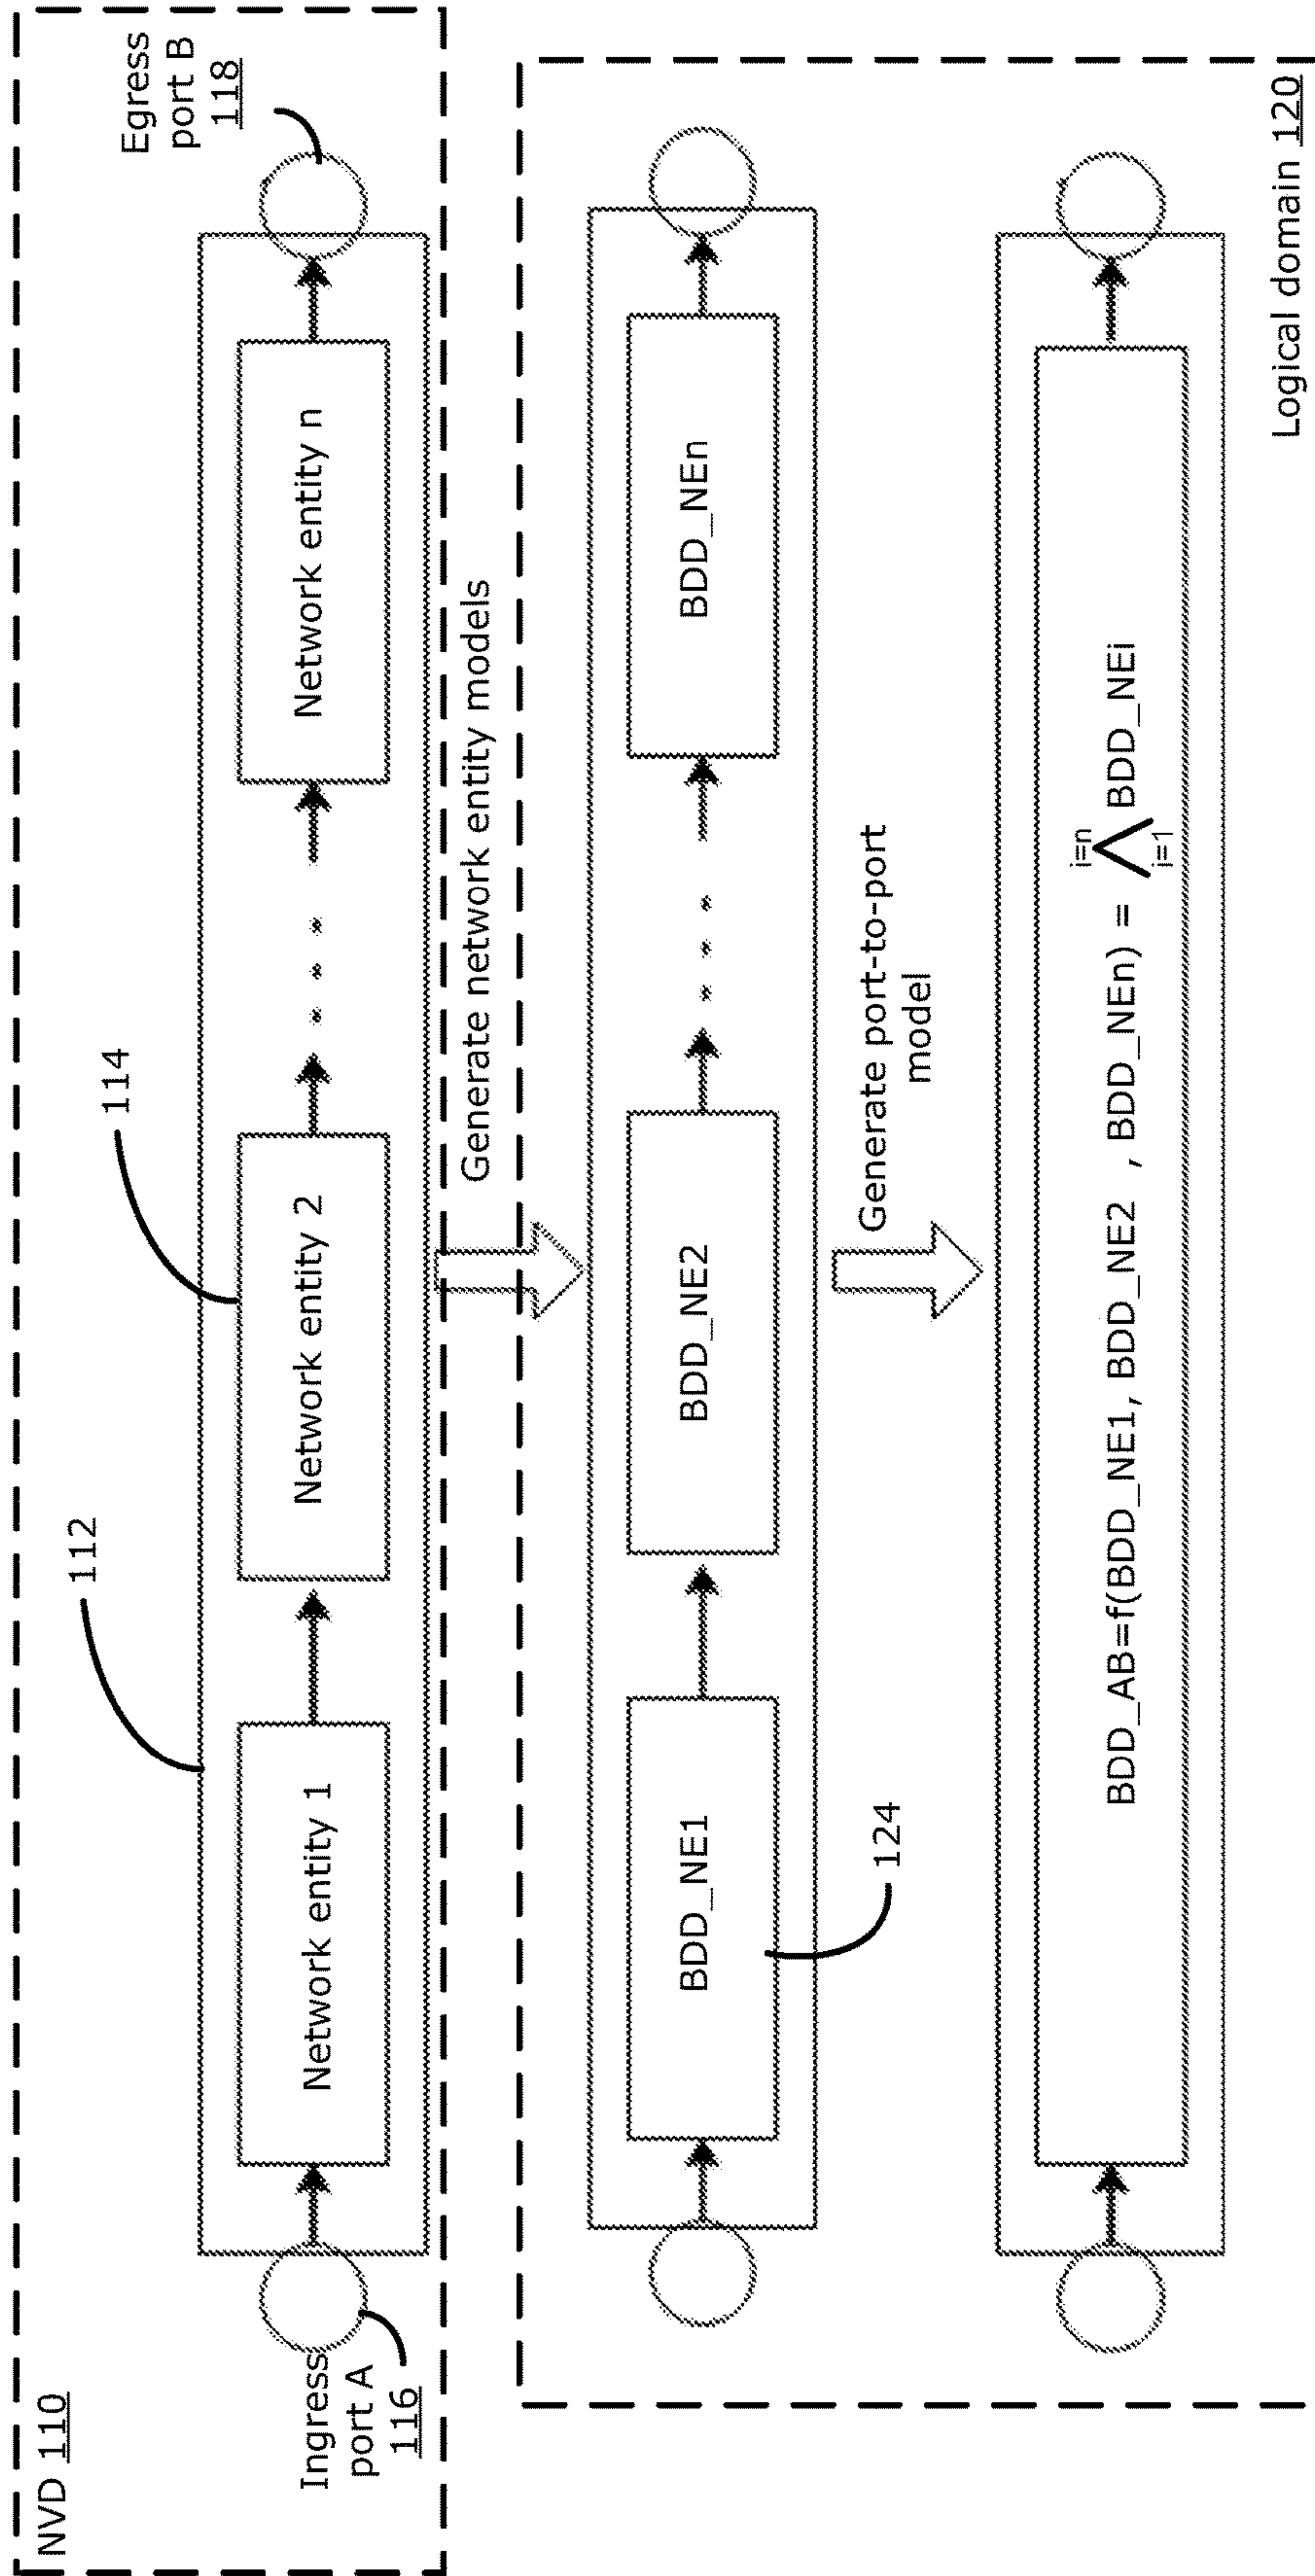 NVD 110
112
114
Egress
port B
118
Network entity 1
Network entity 2
Network entity n
Ingress
port A
116
Generate network entity models
BDD_NE1
BDD_NE2
BDD_NEn
124
Generate port-to-port
model
i=n
BDD_AB=f(BDD_NE1, BDD_NE2 , BDD_NEn) = ⋀ BDD_NEi
i=1
Logical domain 120